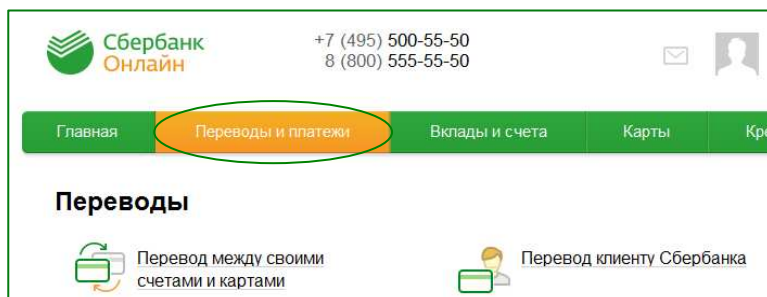 Сбербанк
Онлайн
+7 (495) 500-55-50
8 (800) 555-55-50
Главная Переводы и платежи Вклады и счета Карты Кре
Переводы
Перевод между своими
счетами и картами
Перевод клиенту Сбербанка